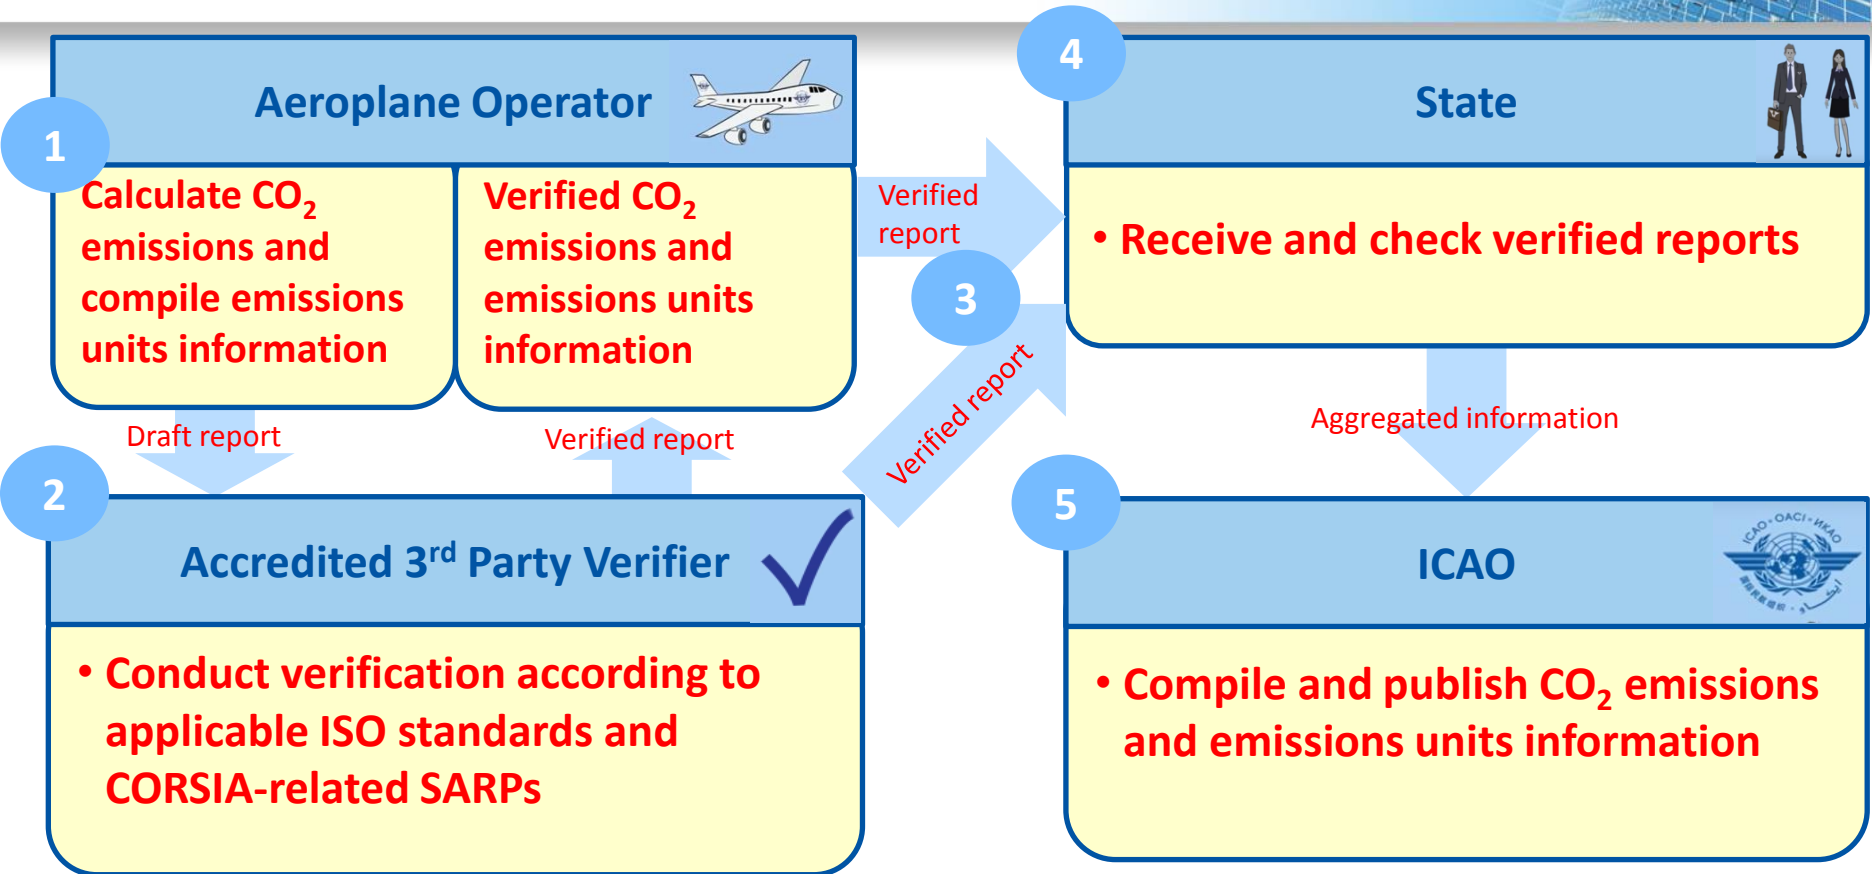 1
Aeroplane Operator
Calculate CO₂
emissions and
compile emissions
units information
Verified CO₂
emissions and
emissions units
information
Draft report
Verified report
2
Accredited 3rd Party Verifier
• Conduct verification according to
applicable ISO standards and
CORSIA-related SARPs
Verified
report
3
Verified report
4
State
• Receive and check verified reports
Aggregated information
5
ICAO
ICAO · OACI · ИКАО
• Compile and publish CO₂ emissions
and emissions units information